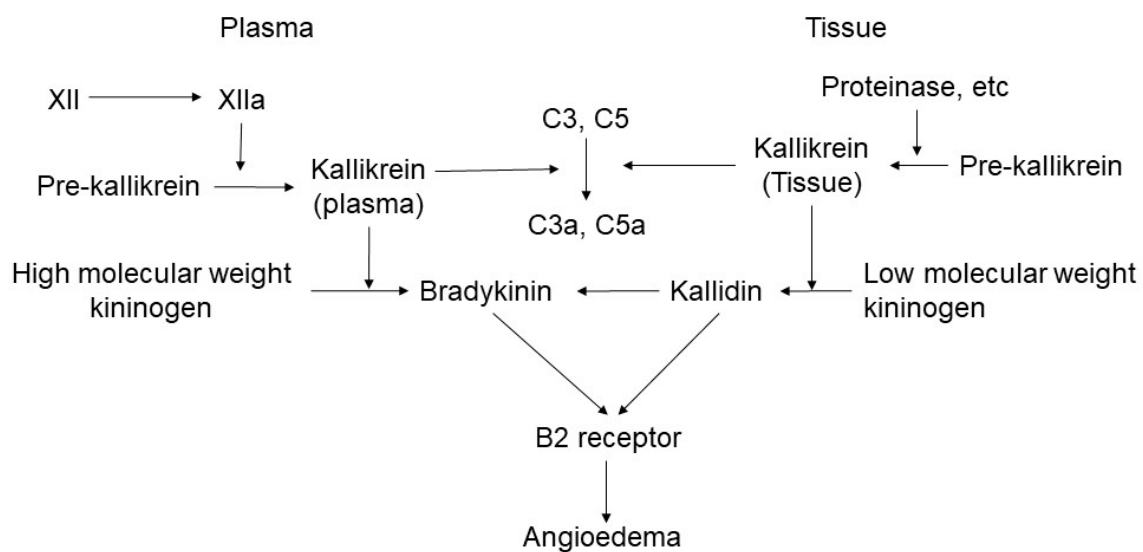 Plasma
Tissue
XII
XIIa
Proteinase, etc
C3, C5
Pre-kallikrein
Kallikrein
(plasma)
Kallikrein
(Tissue)
Pre-kallikrein
C3a, C5a
High molecular weight
kininogen
Bradykinin
Kallidin
Low molecular weight
kininogen
B2 receptor
Angioedema